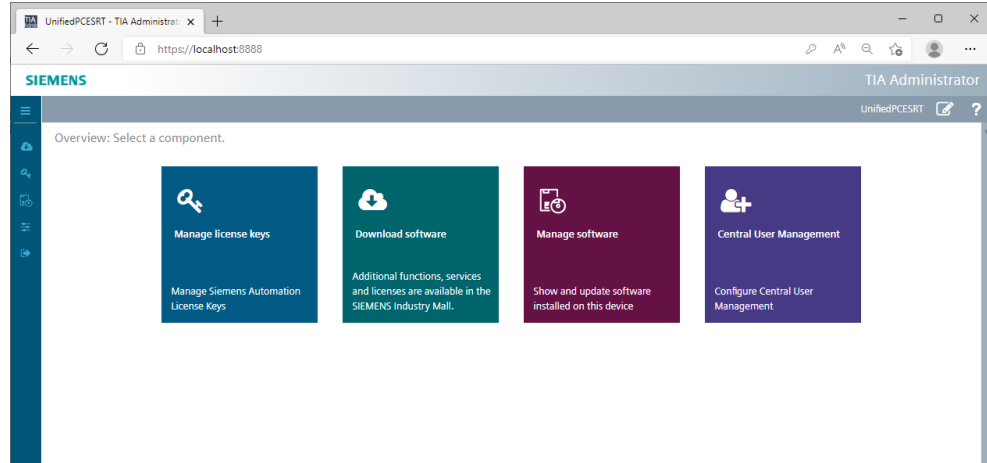 UnifiedPCESRT - TIA Administrat
https://localhost:8888
SIEMENS
TIA Administrator
UnifiedPCESRT
Overview: Select a component.
Manage license keys
Manage Siemens Automation
License Keys
Download software
Additional functions, services
and licenses are available in the
SIEMENS Industry Mall.
Manage software
Show and update software
installed on this device
Central User Management
Configure Central User
Management